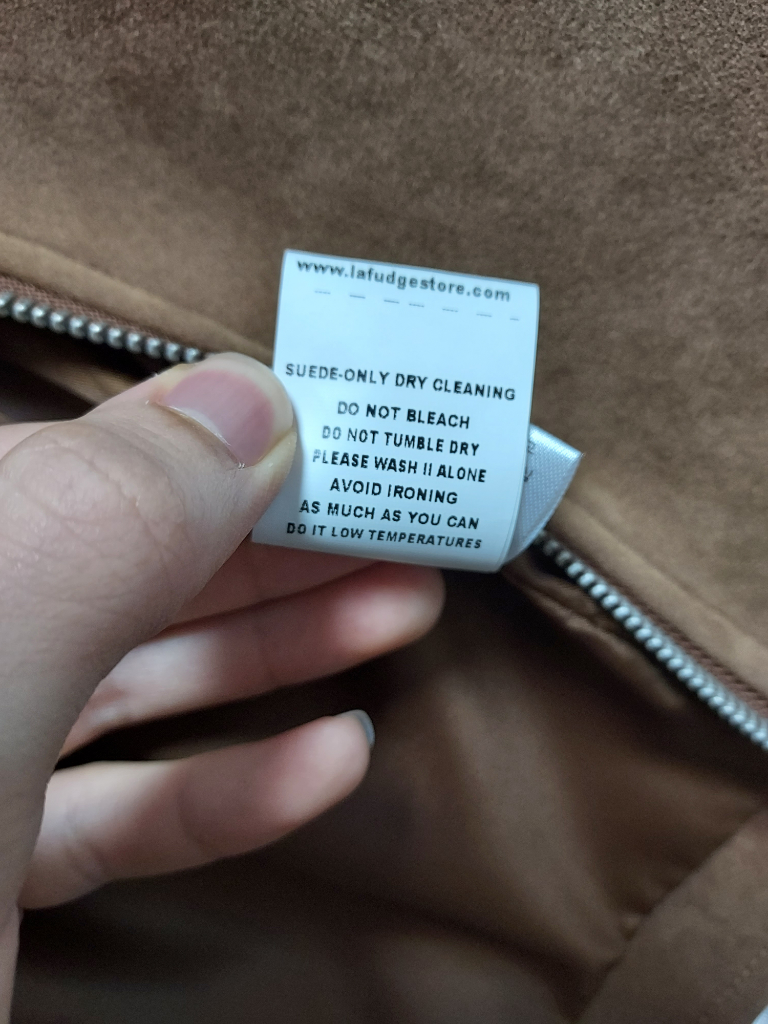 www.lafudgestore.com
SUEDE-ONLY DRY CLEANING
DO NOT BLEACH
DO NOT TUMBLE DRY
PLEASE WASH II ALONE
AVOID IRONING
AS MUCH AS YOU CAN
DO IT LOW TEMPERATURES